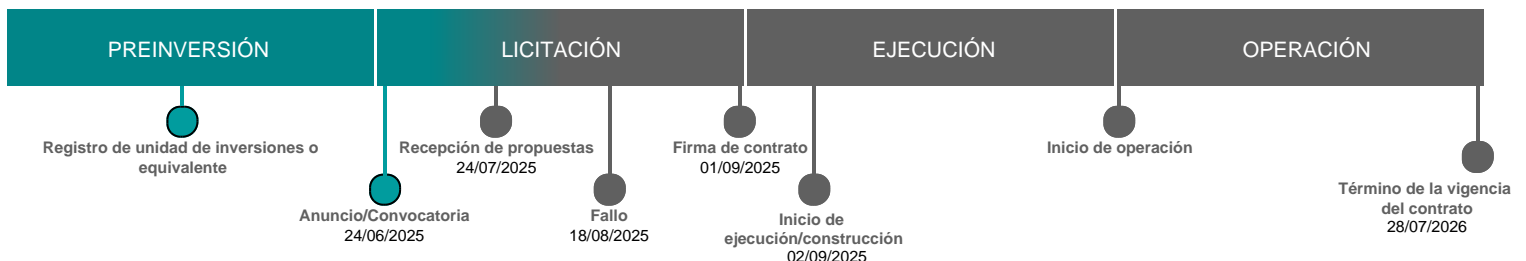 PREINVERSIÓN
LICITACIÓN
EJECUCIÓN
OPERACIÓN
Registro de unidad de inversiones o
equivalente
Anuncio/Convocatoria
24/06/2025
Recepción de propuestas
24/07/2025
Fallo
18/08/2025
Firma de contrato
01/09/2025
Inicio de
ejecución/construcción
02/09/2025
Inicio de operación
Término de la vigencia
del contrato
28/07/2026